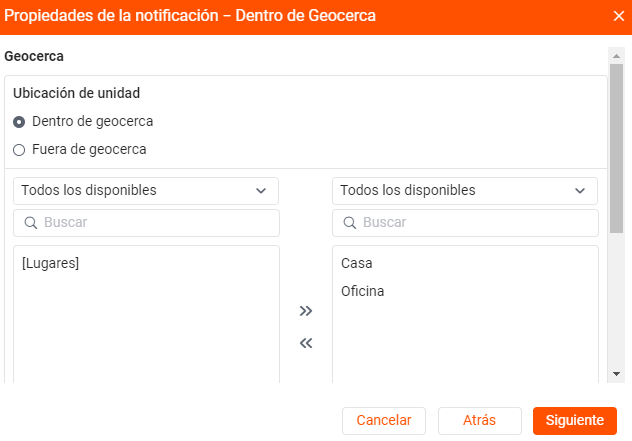 Propiedades de la notificación – Dentro de Geocerca
Geocerca
Ubicación de unidad
Dentro de geocerca
Fuera de geocerca
Todos los disponibles
Todos los disponibles
Buscar
Buscar
[Lugares]
Casa
Oficina
Cancelar
Atrás
Siguiente